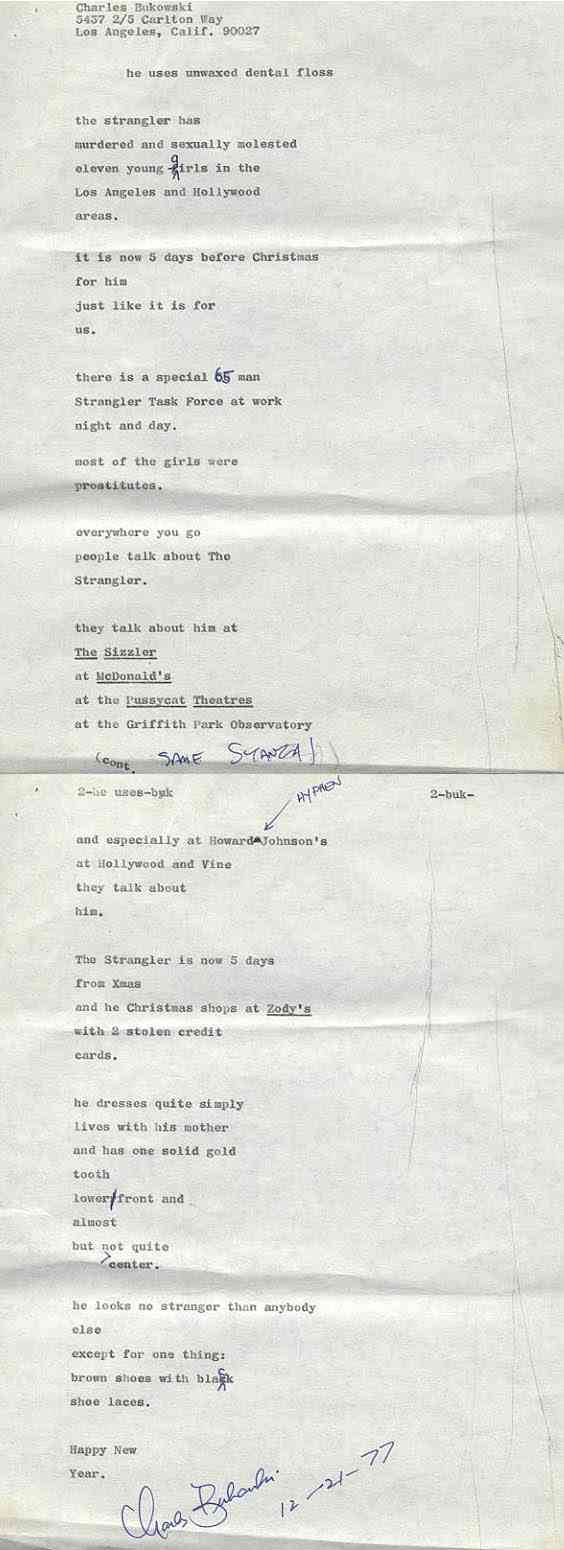 Charles Bukowski
5437 2/5 Carlton Way
Los Angeles, Calif. 90027
he uses unwaxed dental floss
the strangler has
murdered and sexually molested
eleven young girls in the
Los Angeles and Hollywood
areas.
it is now 5 days before Christmas
for him
just like it is for
us.
there is a special 65 man
Strangler Task Force at work
night and day.
most of the girls were
prostitutes.
everywhere you go
people talk about The
Strangler.
they talk about him at
The Sizzler
at McDonald's
at the Pussycat Theatres
at the Griffith Park Observatory
(cont. SAME STANZA)
2-he uses-buk 2-buk-
HYPHEN
and especially at Howard-Johnson's
at Hollywood and Vine
they talk about
him.
The Strangler is now 5 days
from Xmas
and he Christmas shops at Zody's
with 2 stolen credit
cards.
he dresses quite simply
lives with his mother
and has one solid gold
tooth
lower/front and
almost
but not quite
center.
he looks no stranger than anybody
else
except for one thing:
brown shoes with black
shoe laces.
Happy New
Year.
Charles Bukowski
12-21-77